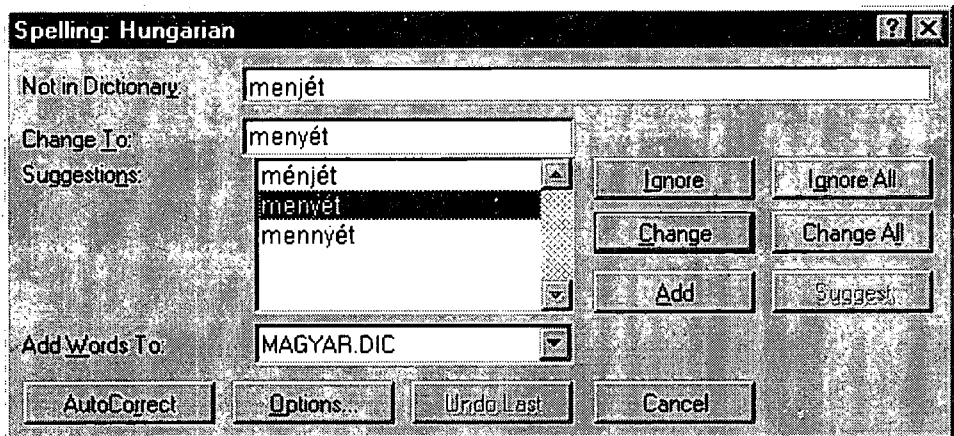 Spelling: Hungarian
Not in Dictionary: menjét
Change To: menyét
Suggestions: ménjét
menyét
mennyét
Ignore Ignore All
Change Change All
Add Suggest
Add Words To: MAGYAR.DIC
AutoCorrect Options... Undo Last Cancel